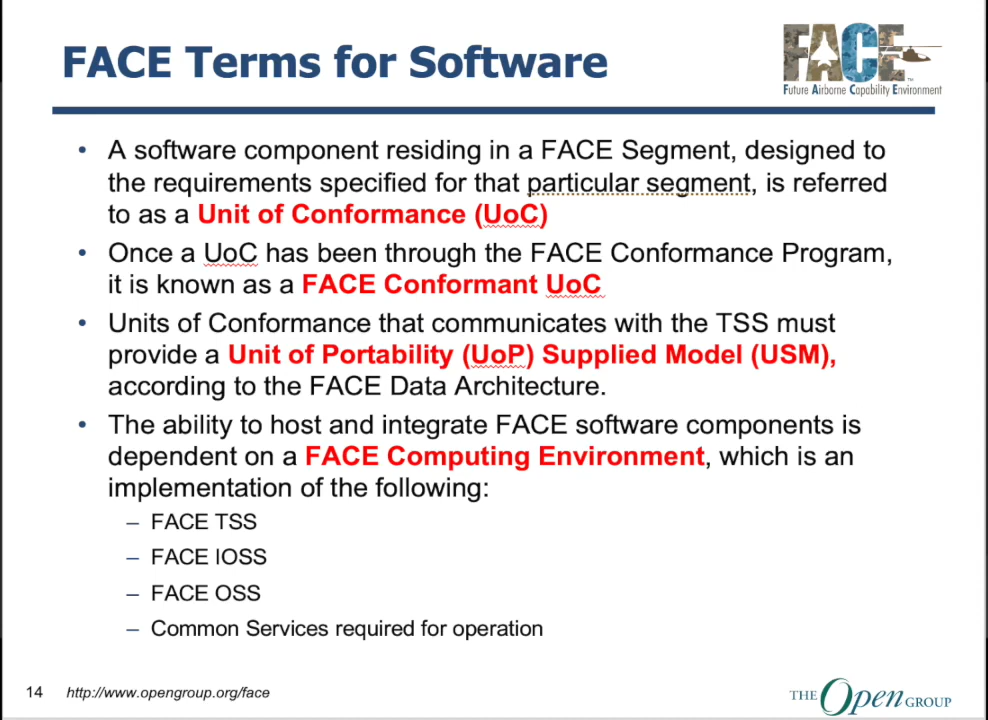 FACE Terms for Software
FACE
™
Future Airborne Capability Environment
• A software component residing in a FACE Segment, designed to
the requirements specified for that particular segment, is referred
to as a Unit of Conformance (UoC)
• Once a UoC has been through the FACE Conformance Program,
it is known as a FACE Conformant UoC
• Units of Conformance that communicates with the TSS must
provide a Unit of Portability (UoP) Supplied Model (USM),
according to the FACE Data Architecture.
• The ability to host and integrate FACE software components is
dependent on a FACE Computing Environment, which is an
implementation of the following:
– FACE TSS
– FACE IOSS
– FACE OSS
– Common Services required for operation
14 http://www.opengroup.org/face
THE Open GROUP